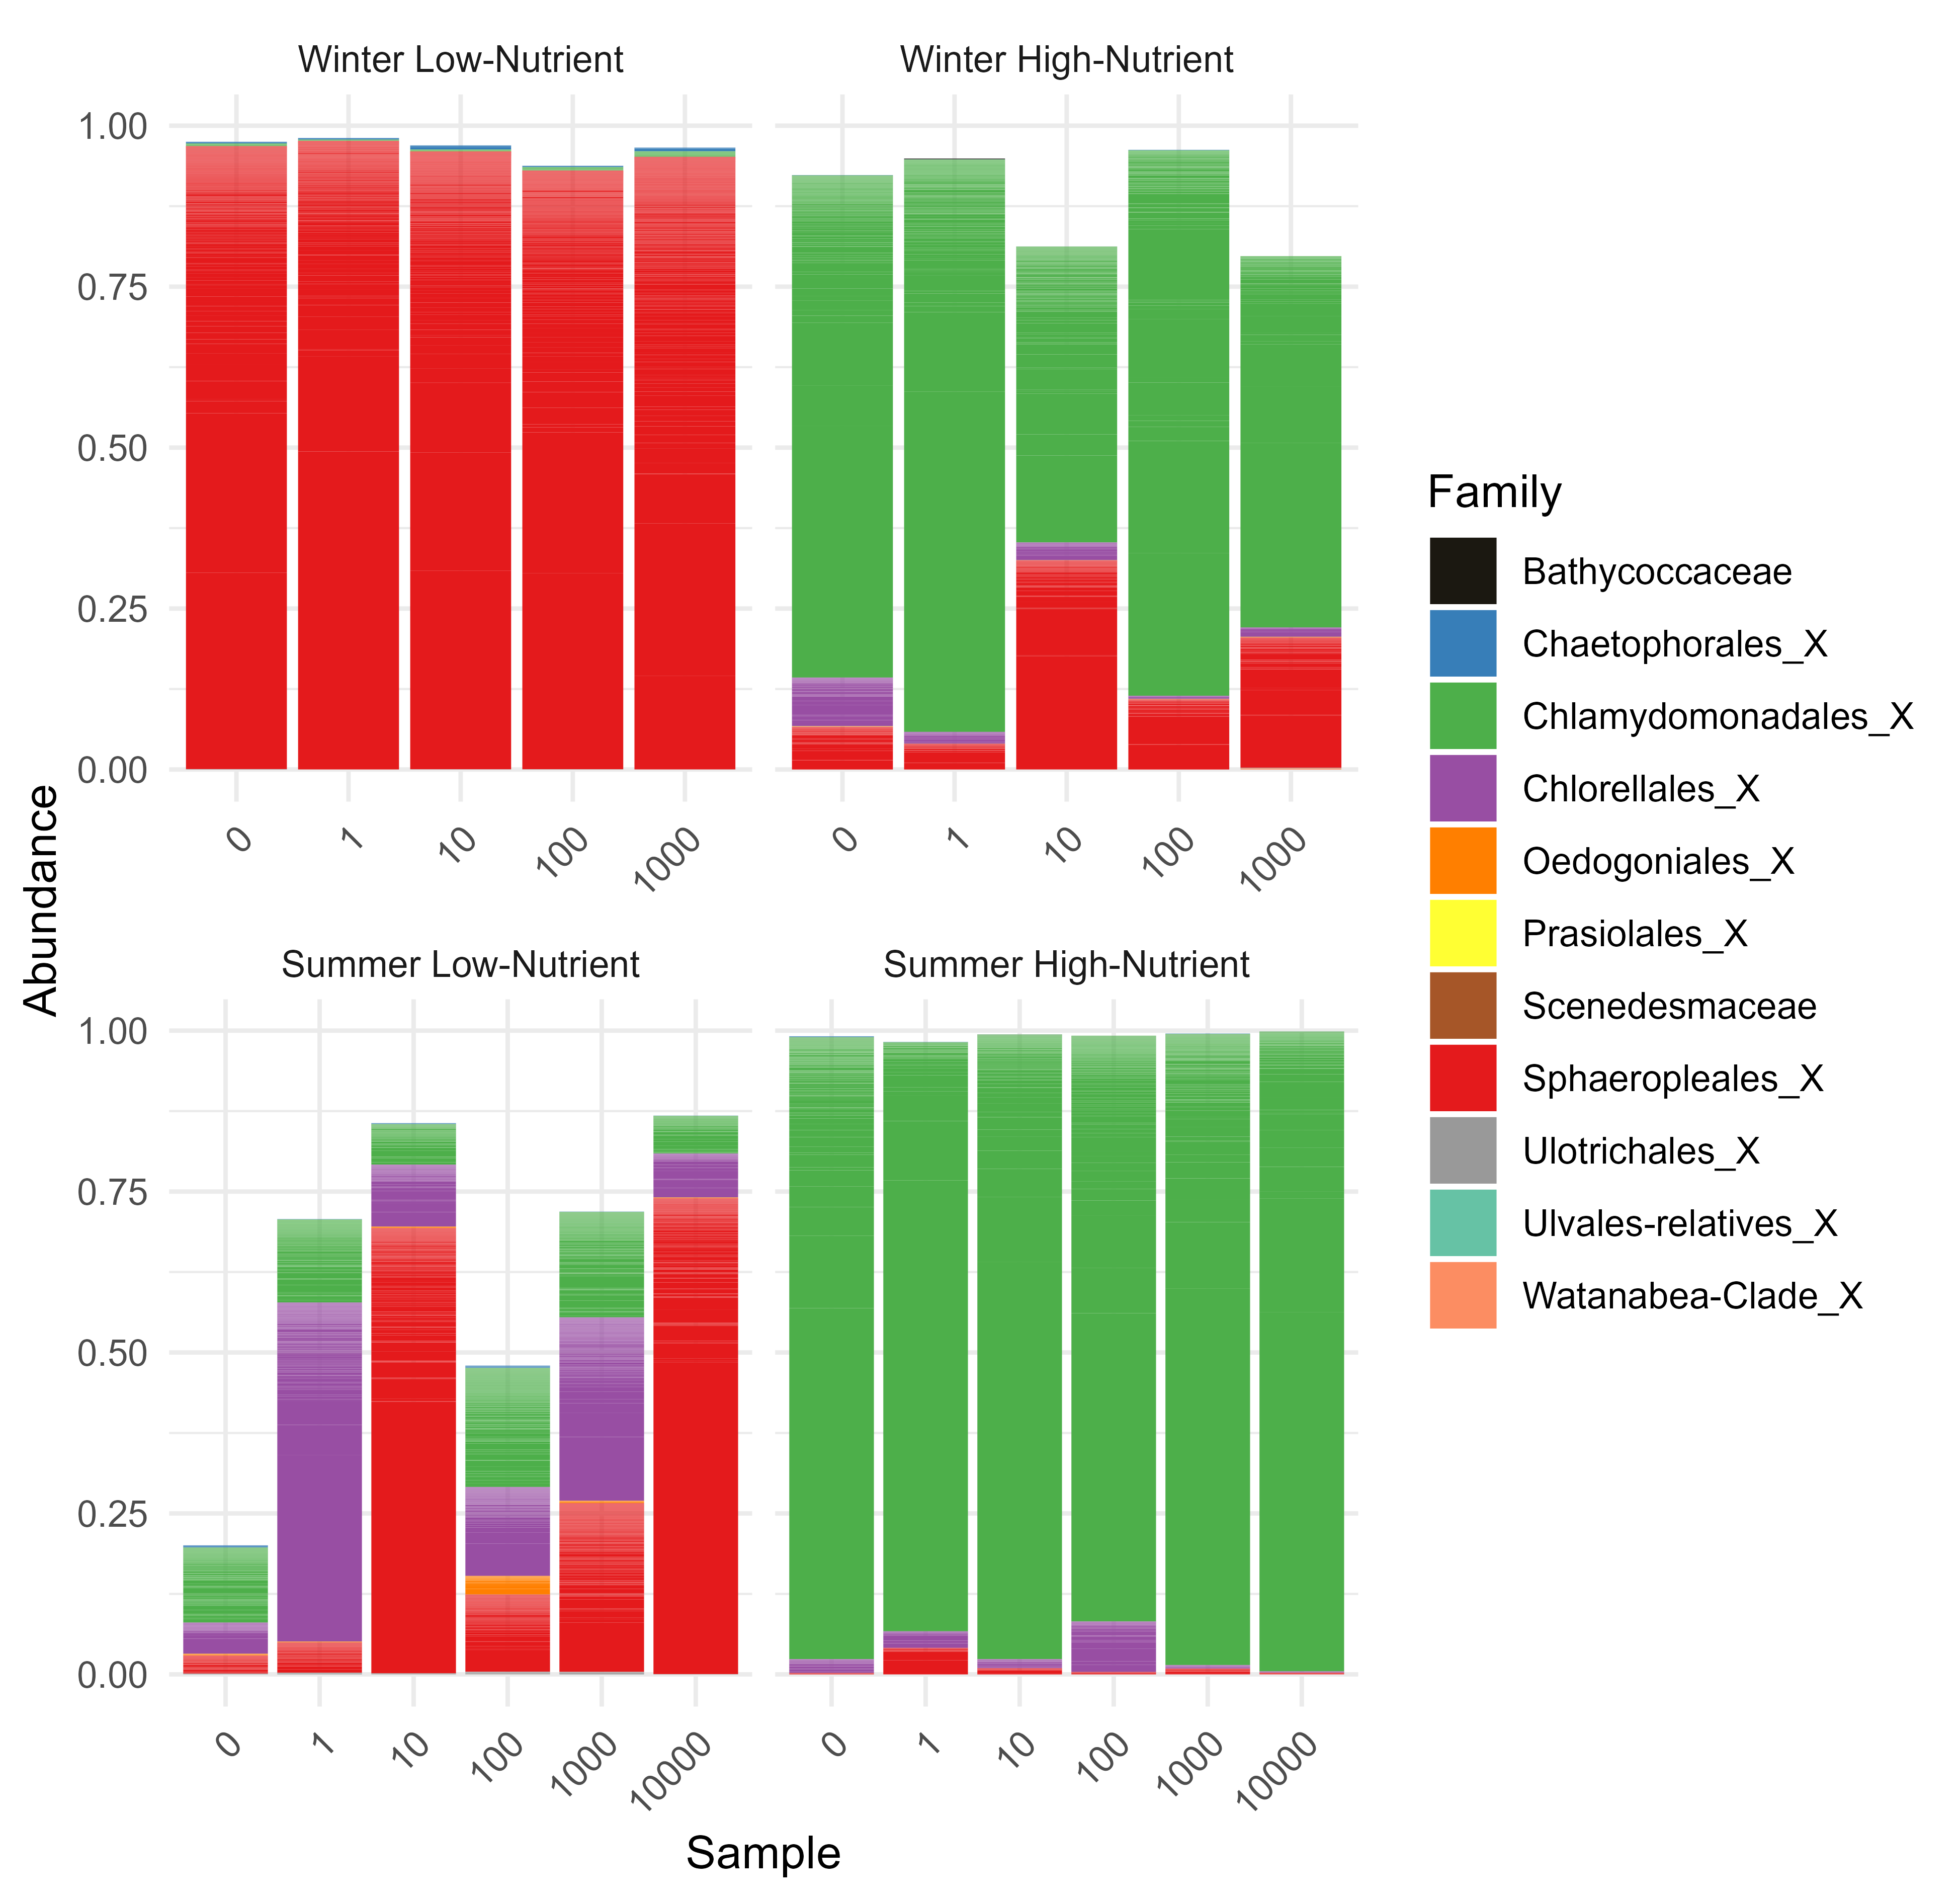 Winter Low-Nutrient
Winter High-Nutrient
1.00
0.75
0.50
0.25
0.00
0 1 10 100 1000
0 1 10 100 1000
Abundance
Summer Low-Nutrient
Summer High-Nutrient
1.00
0.75
0.50
0.25
0.00
0 1 10 100 1000 10000
0 1 10 100 1000 10000
Sample
Family
Bathycoccaceae
Chaetophorales_X
Chlamydomonadales_X
Chlorellales_X
Oedogoniales_X
Prasiolales_X
Scenedesmaceae
Sphaeropleales_X
Ulotrichales_X
Ulvales-relatives_X
Watanabea-Clade_X